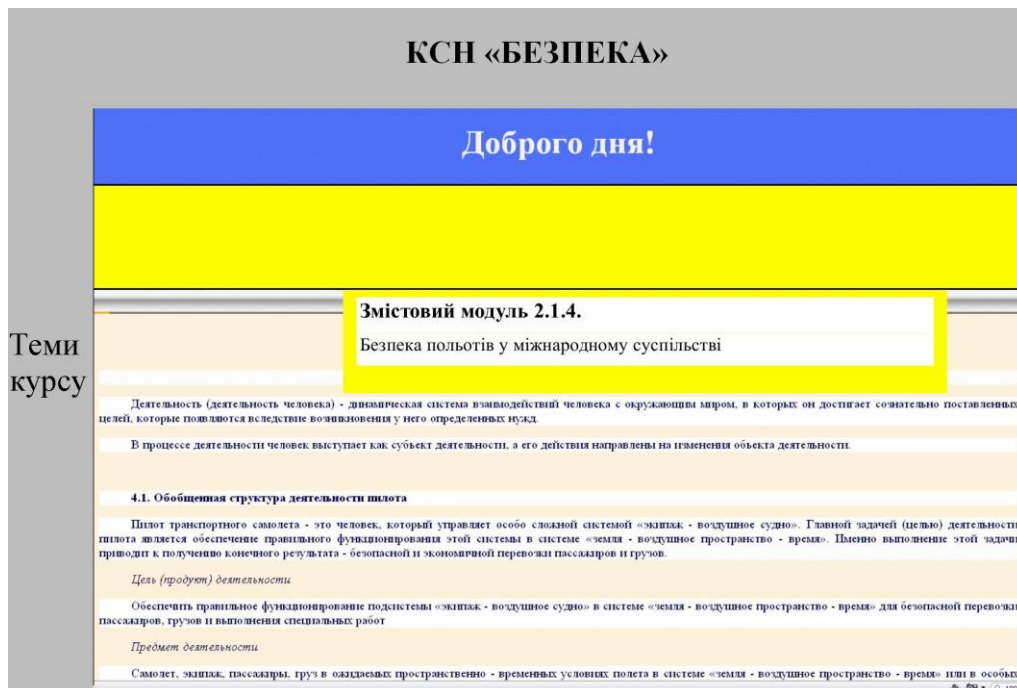 КСН «БЕЗПЕКА»
Доброго дня!
Змістовий модуль 2.1.4.
Безпека польотів у міжнародному суспільстві
Теми
курсу
Деятельность (деятельность человека) - динамическая система взаимодействий человека с окружающим миром, в которых он достигает сознательно поставленных
целей, которые появляются вследствие возникновения у него определенных нужд.
В процессе деятельности человек выступает как субъект деятельности, а его действия направлены на изменения объекта деятельности.
4.1. Обобщенная структура деятельности пилота
Пилот транспортного самолета - это человек, который управляет особо сложной системой «экипаж - воздушное судно». Главной задачей (целью) деятельности
пилота является обеспечение правильного функционирования этой системы в системе «земля - воздушное пространство - время». Именно выполнение этой задачи
приводит к получению конечного результата - безопасной и экономичной перевозки пассажиров и грузов.
Цель (продукт) деятельности
Обеспечить правильное функционирование подсистемы «экипаж - воздушное судно» в системе «земля - воздушное пространство - время» для безопасной перевозки
пассажиров, грузов и выполнения специальных работ
Предмет деятельности
Самолет, экипаж, пассажиры, груз в ожидаемых пространственно - временных условиях полета в системе «земля - воздушное пространство - время» или в особых